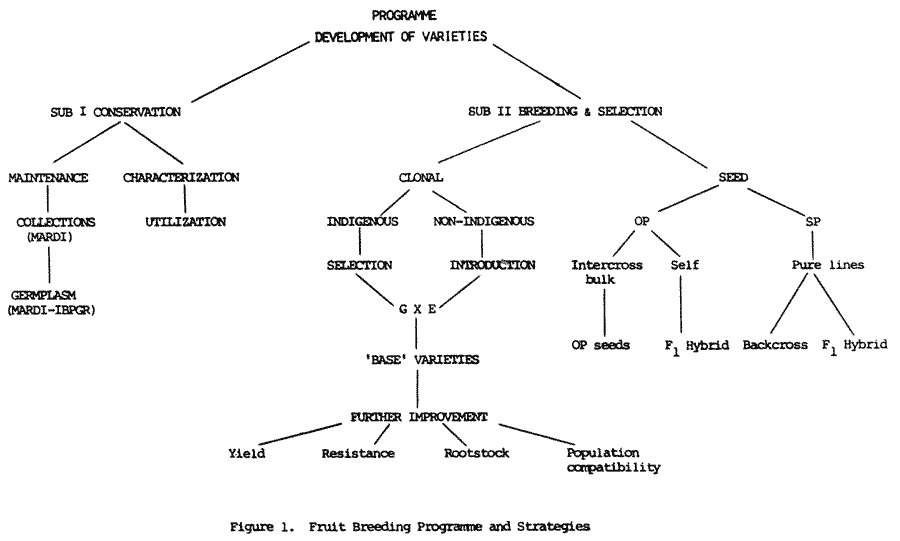 PROGRAMME
DEVELOPMENT OF VARIETIES
SUB I CONSERVATION
SUB II BREEDING & SELECTION
MAINTENANCE
CHARACTERIZATION
CLONAL
SEED
COLLECTIONS
(MARDI)
UTILIZATION
INDIGENOUS
NON-INDIGENOUS
OP
SP
SELECTION
INTRODUCTION
Intercross
bulk
Self
Pure lines
GERMPLASM
(MARDI-IBPGR)
G X E
OP seeds
F1 Hybrid
Backcross
F1 Hybrid
'BASE' VARIETIES
FURTHER IMPROVEMENT
Yield
Resistance
Rootstock
Population
compatibility
Figure 1. Fruit Breeding Programme and Strategies